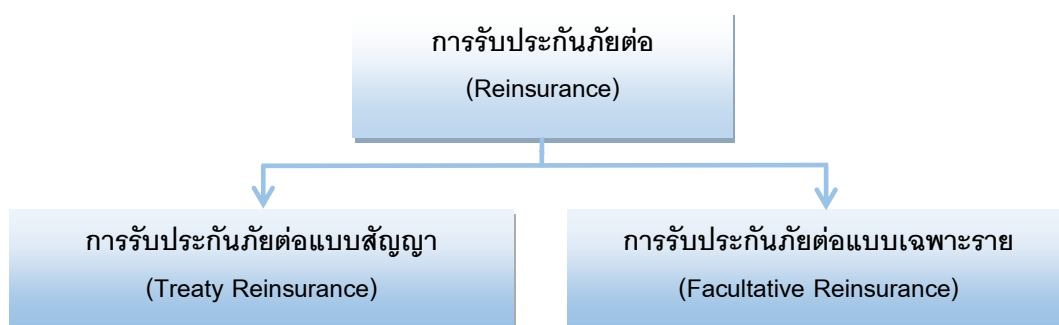 การรับประกันภัยต่อ
(Reinsurance)
การรับประกันภัยต่อแบบสัญญา
(Treaty Reinsurance)
การรับประกันภัยต่อแบบเฉพาะราย
(Facultative Reinsurance)